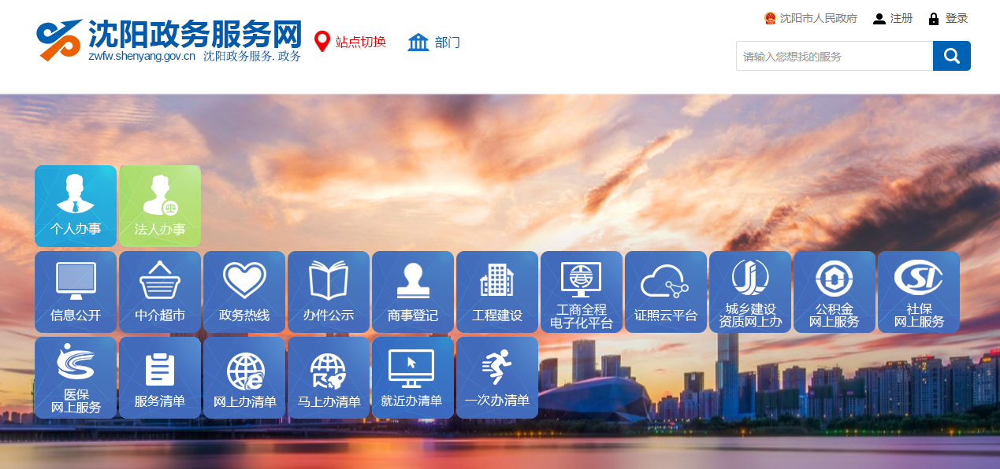 沈阳市人民政府 注册 登录
沈阳政务服务网
zwfw.shenyang.gov.cn 沈阳政务服务.政务
站点切换 部门
请输入您想找的服务
个人办事
法人办事
信息公开
中介超市
政务热线
办件公示
商事登记
工程建设
工商全程
电子化平台
证照云平台
城乡建设
资质网上办
公积金
网上服务
社保
网上服务
医保
网上服务
服务清单
网上办清单
马上办清单
就近办清单
一次办清单